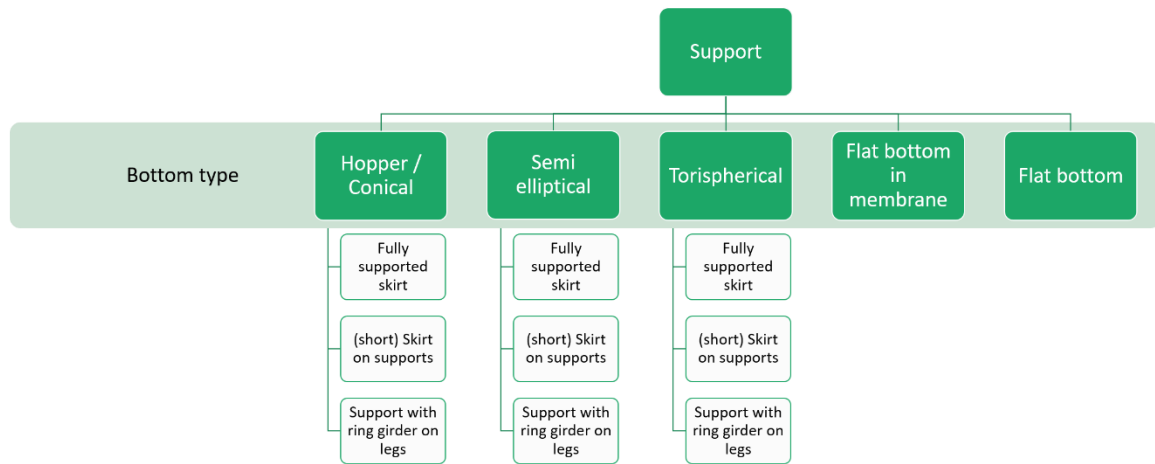 Support
Bottom type
Hopper /
Conical
Semi
elliptical
Torispherical
Flat bottom
in
membrane
Flat bottom
Fully
supported
skirt
(short) Skirt
on supports
Support with
ring girder on
legs
Fully
supported
skirt
(short) Skirt
on supports
Support with
ring girder on
legs
Fully
supported
skirt
(short) Skirt
on supports
Support with
ring girder on
legs